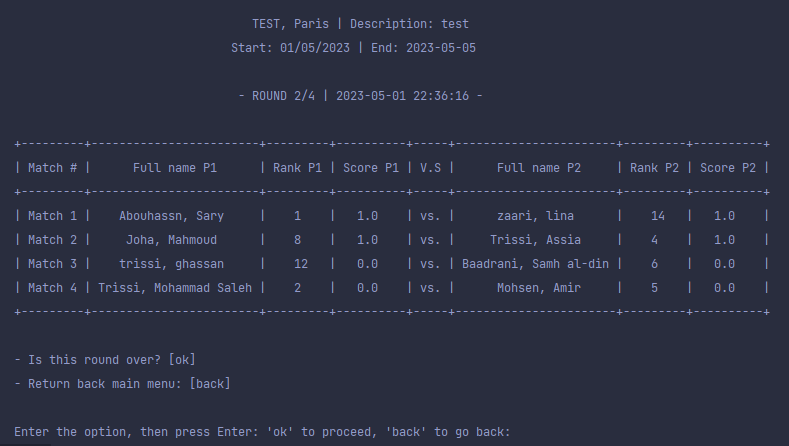 TEST, Paris | Description: test
Start: 01/05/2023 | End: 2023-05-05
- ROUND 2/4 | 2023-05-01 22:36:16 -
+---------+------------------------+---------+----------+-----+-----------------------+---------+----------+
| Match # |      Full name P1      | Rank P1 | Score P1 | V.S |      Full name P2     | Rank P2 | Score P2 |
+---------+------------------------+---------+----------+-----+-----------------------+---------+----------+
| Match 1 |    Abouhassn, Sary     |    1    |   1.0    | vs. |      zaari, lina      |    14   |   1.0    |
| Match 2 |     Joha, Mahmoud      |    8    |   1.0    | vs. |     Trissi, Assia     |    4    |   1.0    |
| Match 3 |    trissi, ghassan     |    12   |   0.0    | vs. | Baadrani, Samh al-din |    6    |   0.0    |
| Match 4 | Trissi, Mohammad Saleh |    2    |   0.0    | vs. |      Mohsen, Amir     |    5    |   0.0    |
+---------+------------------------+---------+----------+-----+-----------------------+---------+----------+
- Is this round over? [ok]
- Return back main menu: [back]
Enter the option, then press Enter: 'ok' to proceed, 'back' to go back: